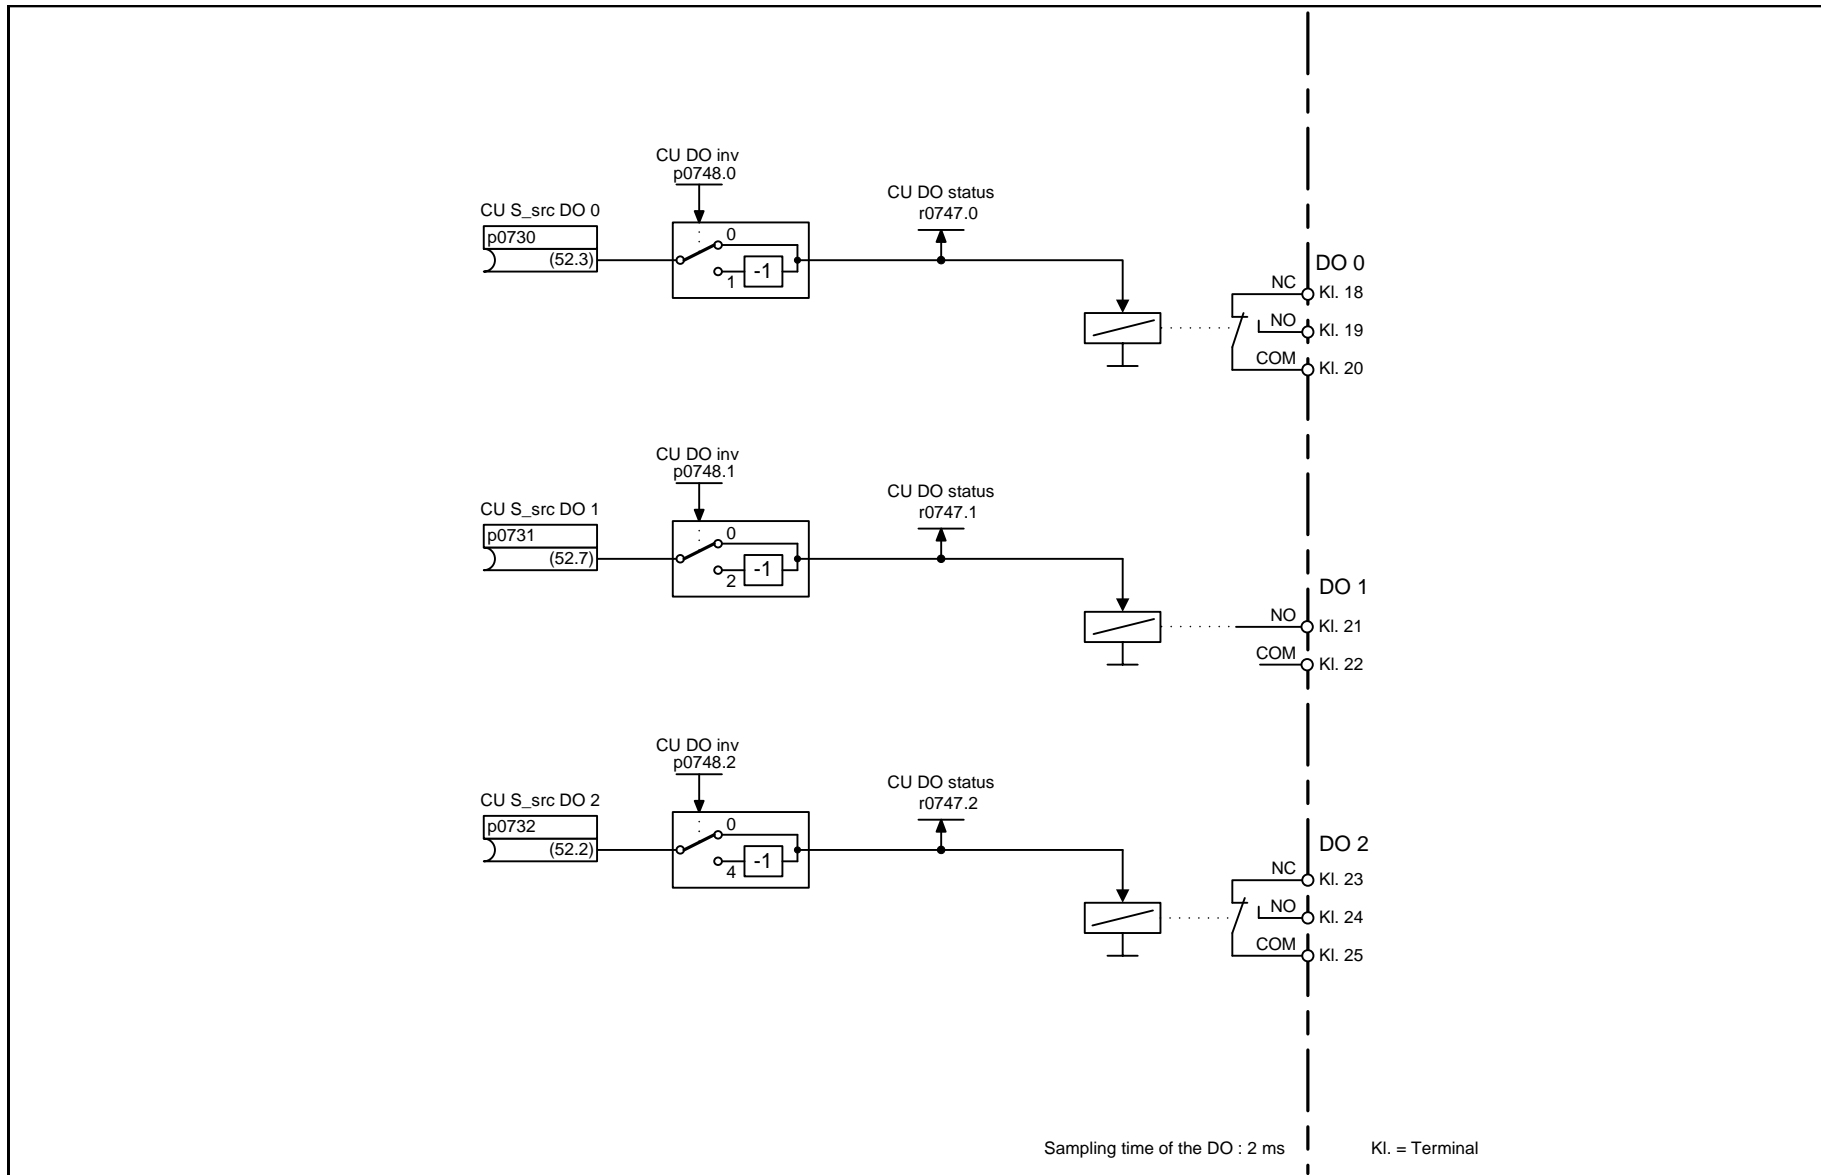 CU DO inv
p0748.0
CU DO status
r0747.0
CU S_src DO 0
p0730
(52.3)
0
1
-1
DO 0
NC
Kl. 18
NO
Kl. 19
COM
Kl. 20
CU DO inv
p0748.1
CU DO status
r0747.1
CU S_src DO 1
p0731
(52.7)
0
2
-1
DO 1
NO
Kl. 21
COM
Kl. 22
CU DO inv
p0748.2
CU DO status
r0747.2
CU S_src DO 2
p0732
(52.2)
0
4
-1
DO 2
NC
Kl. 23
NO
Kl. 24
COM
Kl. 25
Sampling time of the DO : 2 ms
Kl. = Terminal